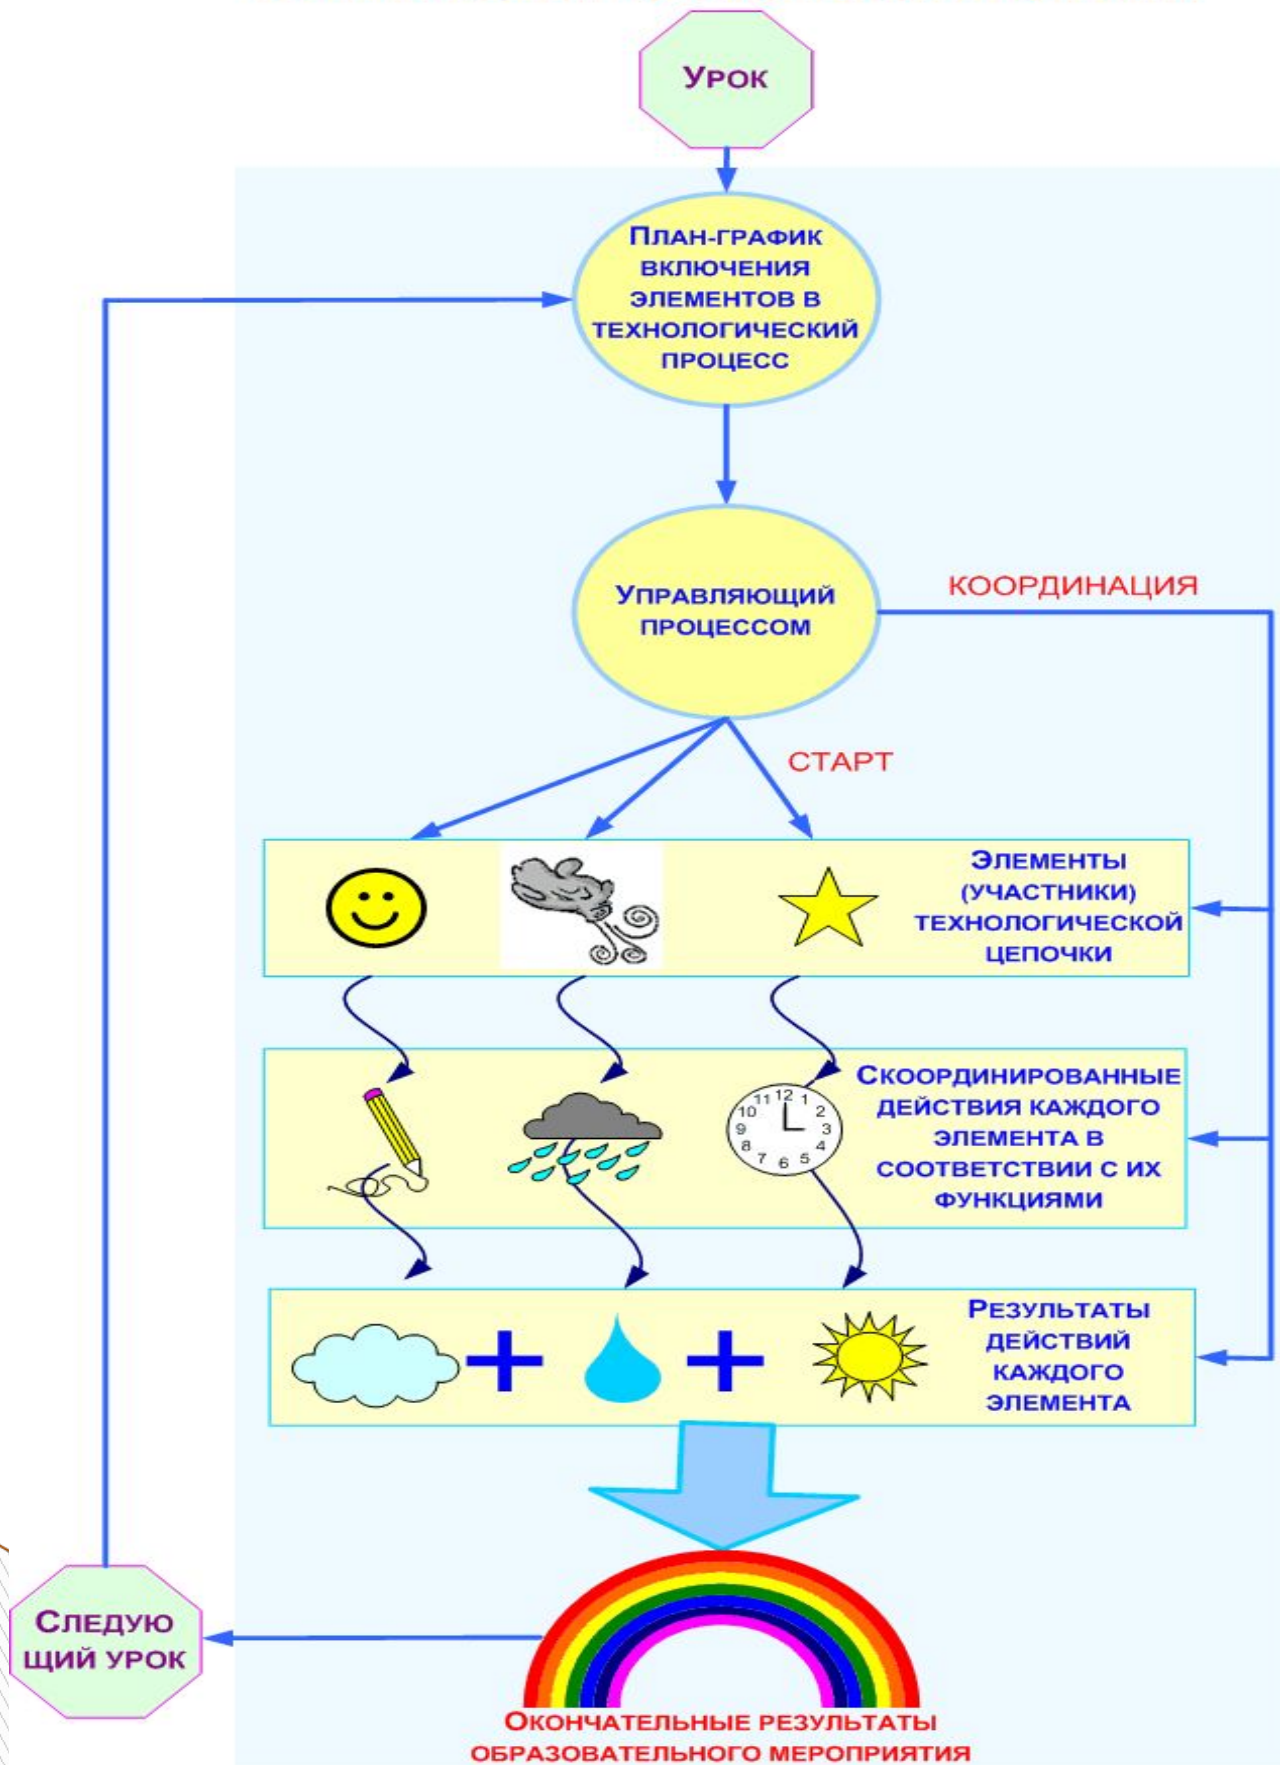 УРОК
ПЛАН-ГРАФИК
ВКЛЮЧЕНИЯ
ЭЛЕМЕНТОВ В
ТЕХНОЛОГИЧЕСКИЙ
ПРОЦЕСС
УПРАВЛЯЮЩИЙ
ПРОЦЕССОМ
КООРДИНАЦИЯ
СТАРТ
ЭЛЕМЕНТЫ
(УЧАСТНИКИ)
ТЕХНОЛОГИЧЕСКОЙ
ЦЕПОЧКИ
СКООРДИНИРОВАННЫЕ
ДЕЙСТВИЯ КАЖДОГО
ЭЛЕМЕНТА В
СООТВЕТСТВИИ С ИХ
ФУНКЦИЯМИ
12
1
2
3
4
5
6
7
8
9
10
11
РЕЗУЛЬТАТЫ
ДЕЙСТВИЙ
КАЖДОГО
ЭЛЕМЕНТА
СЛЕДУЮ
ЩИЙ УРОК
ОКОНЧАТЕЛЬНЫЕ РЕЗУЛЬТАТЫ
ОБРАЗОВАТЕЛЬНОГО МЕРОПРИЯТИЯ